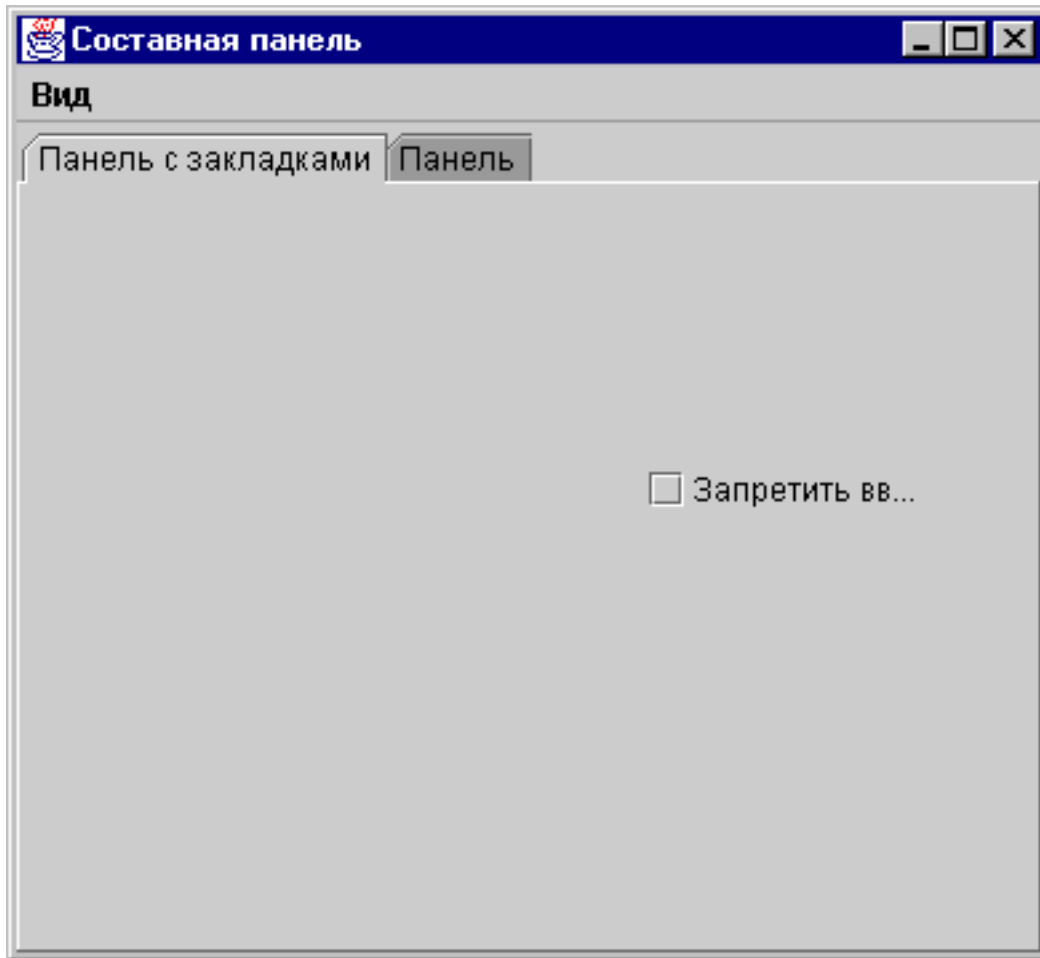 Составная панель
Вид
Панель с закладками Панель
Запретить вв...